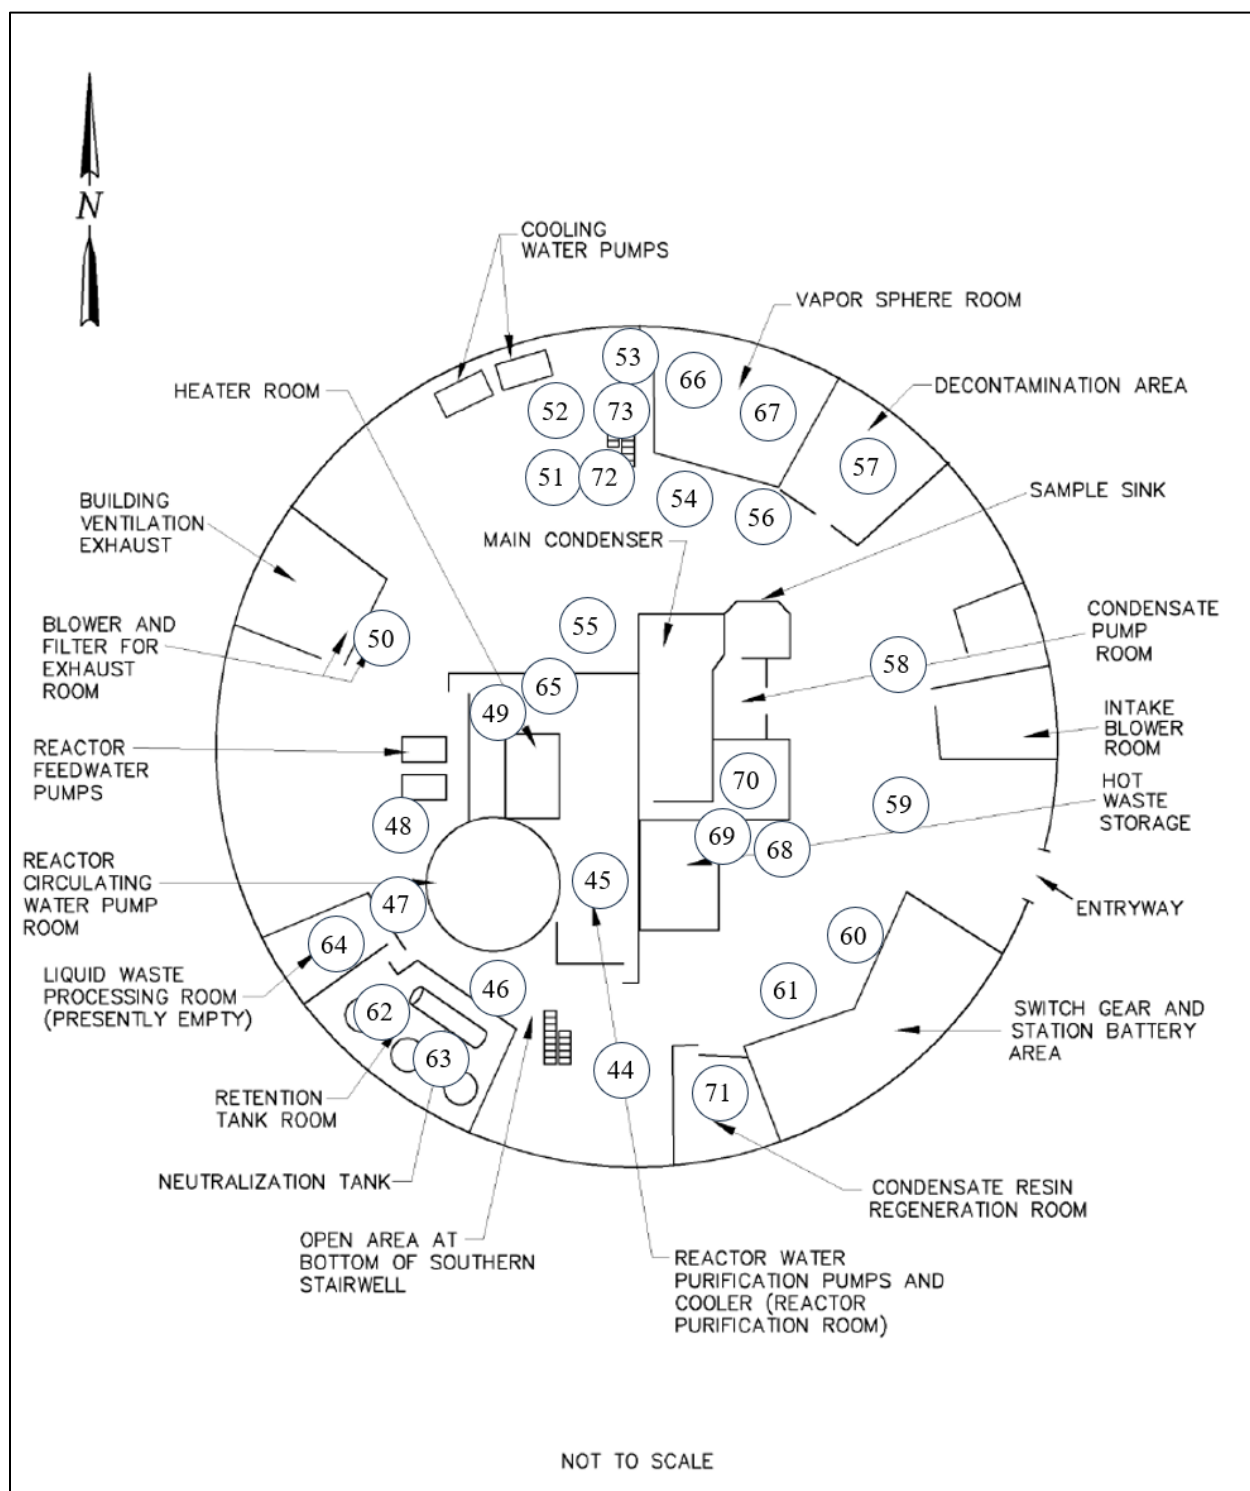 N
COOLING
WATER PUMPS
VAPOR SPHERE ROOM
HEATER ROOM
DECONTAMINATION AREA
53
66
52
73
67
57
51
72
54
56
SAMPLE SINK
BUILDING
VENTILATION
EXHAUST
MAIN CONDENSER
BLOWER AND
FILTER FOR
EXHAUST
ROOM
50
55
CONDENSATE
PUMP
ROOM
58
65
49
INTAKE
BLOWER
ROOM
REACTOR
FEEDWATER
PUMPS
70
HOT
WASTE
STORAGE
59
48
69
68
REACTOR
CIRCULATING
WATER PUMP
ROOM
45
47
ENTRYWAY
64
60
LIQUID WASTE
PROCESSING ROOM
(PRESENTLY EMPTY)
46
61
62
SWITCH GEAR AND
STATION BATTERY
AREA
63
44
71
RETENTION
TANK ROOM
NEUTRALIZATION TANK
CONDENSATE RESIN
REGENERATION ROOM
OPEN AREA AT
BOTTOM OF SOUTHERN
STAIRWELL
REACTOR WATER
PURIFICATION PUMPS AND
COOLER (REACTOR
PURIFICATION ROOM)
NOT TO SCALE